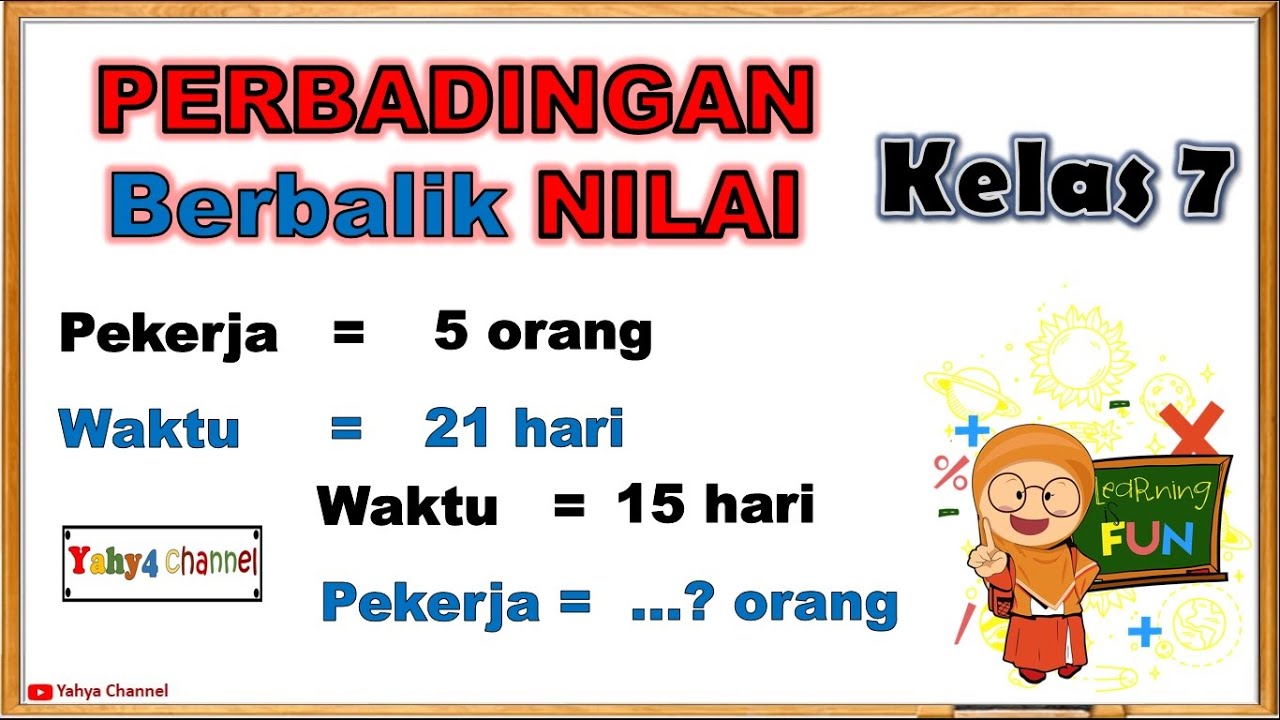 PERBADINGAN
Berbalik NILAI
Kelas 7
Pekerja = 5 orang
Waktu = 21 hari
Waktu = 15 hari
Pekerja = ...? orang
Yahy4 Channel
LeaRning
is
FUN
Yahya Channel